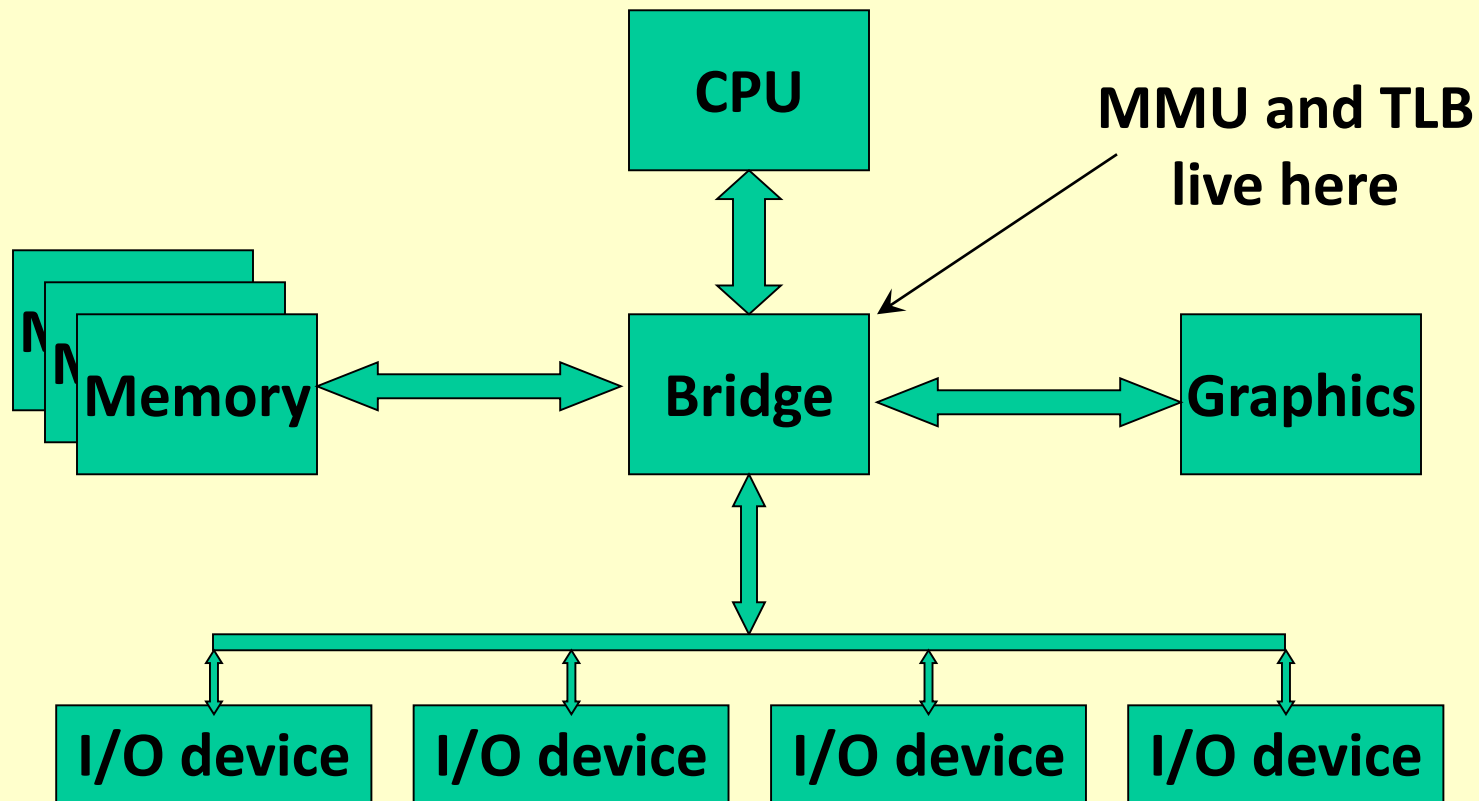 CPU
MMU and TLB
live here
M
M
Memory
Bridge
Graphics
I/O device
I/O device
I/O device
I/O device